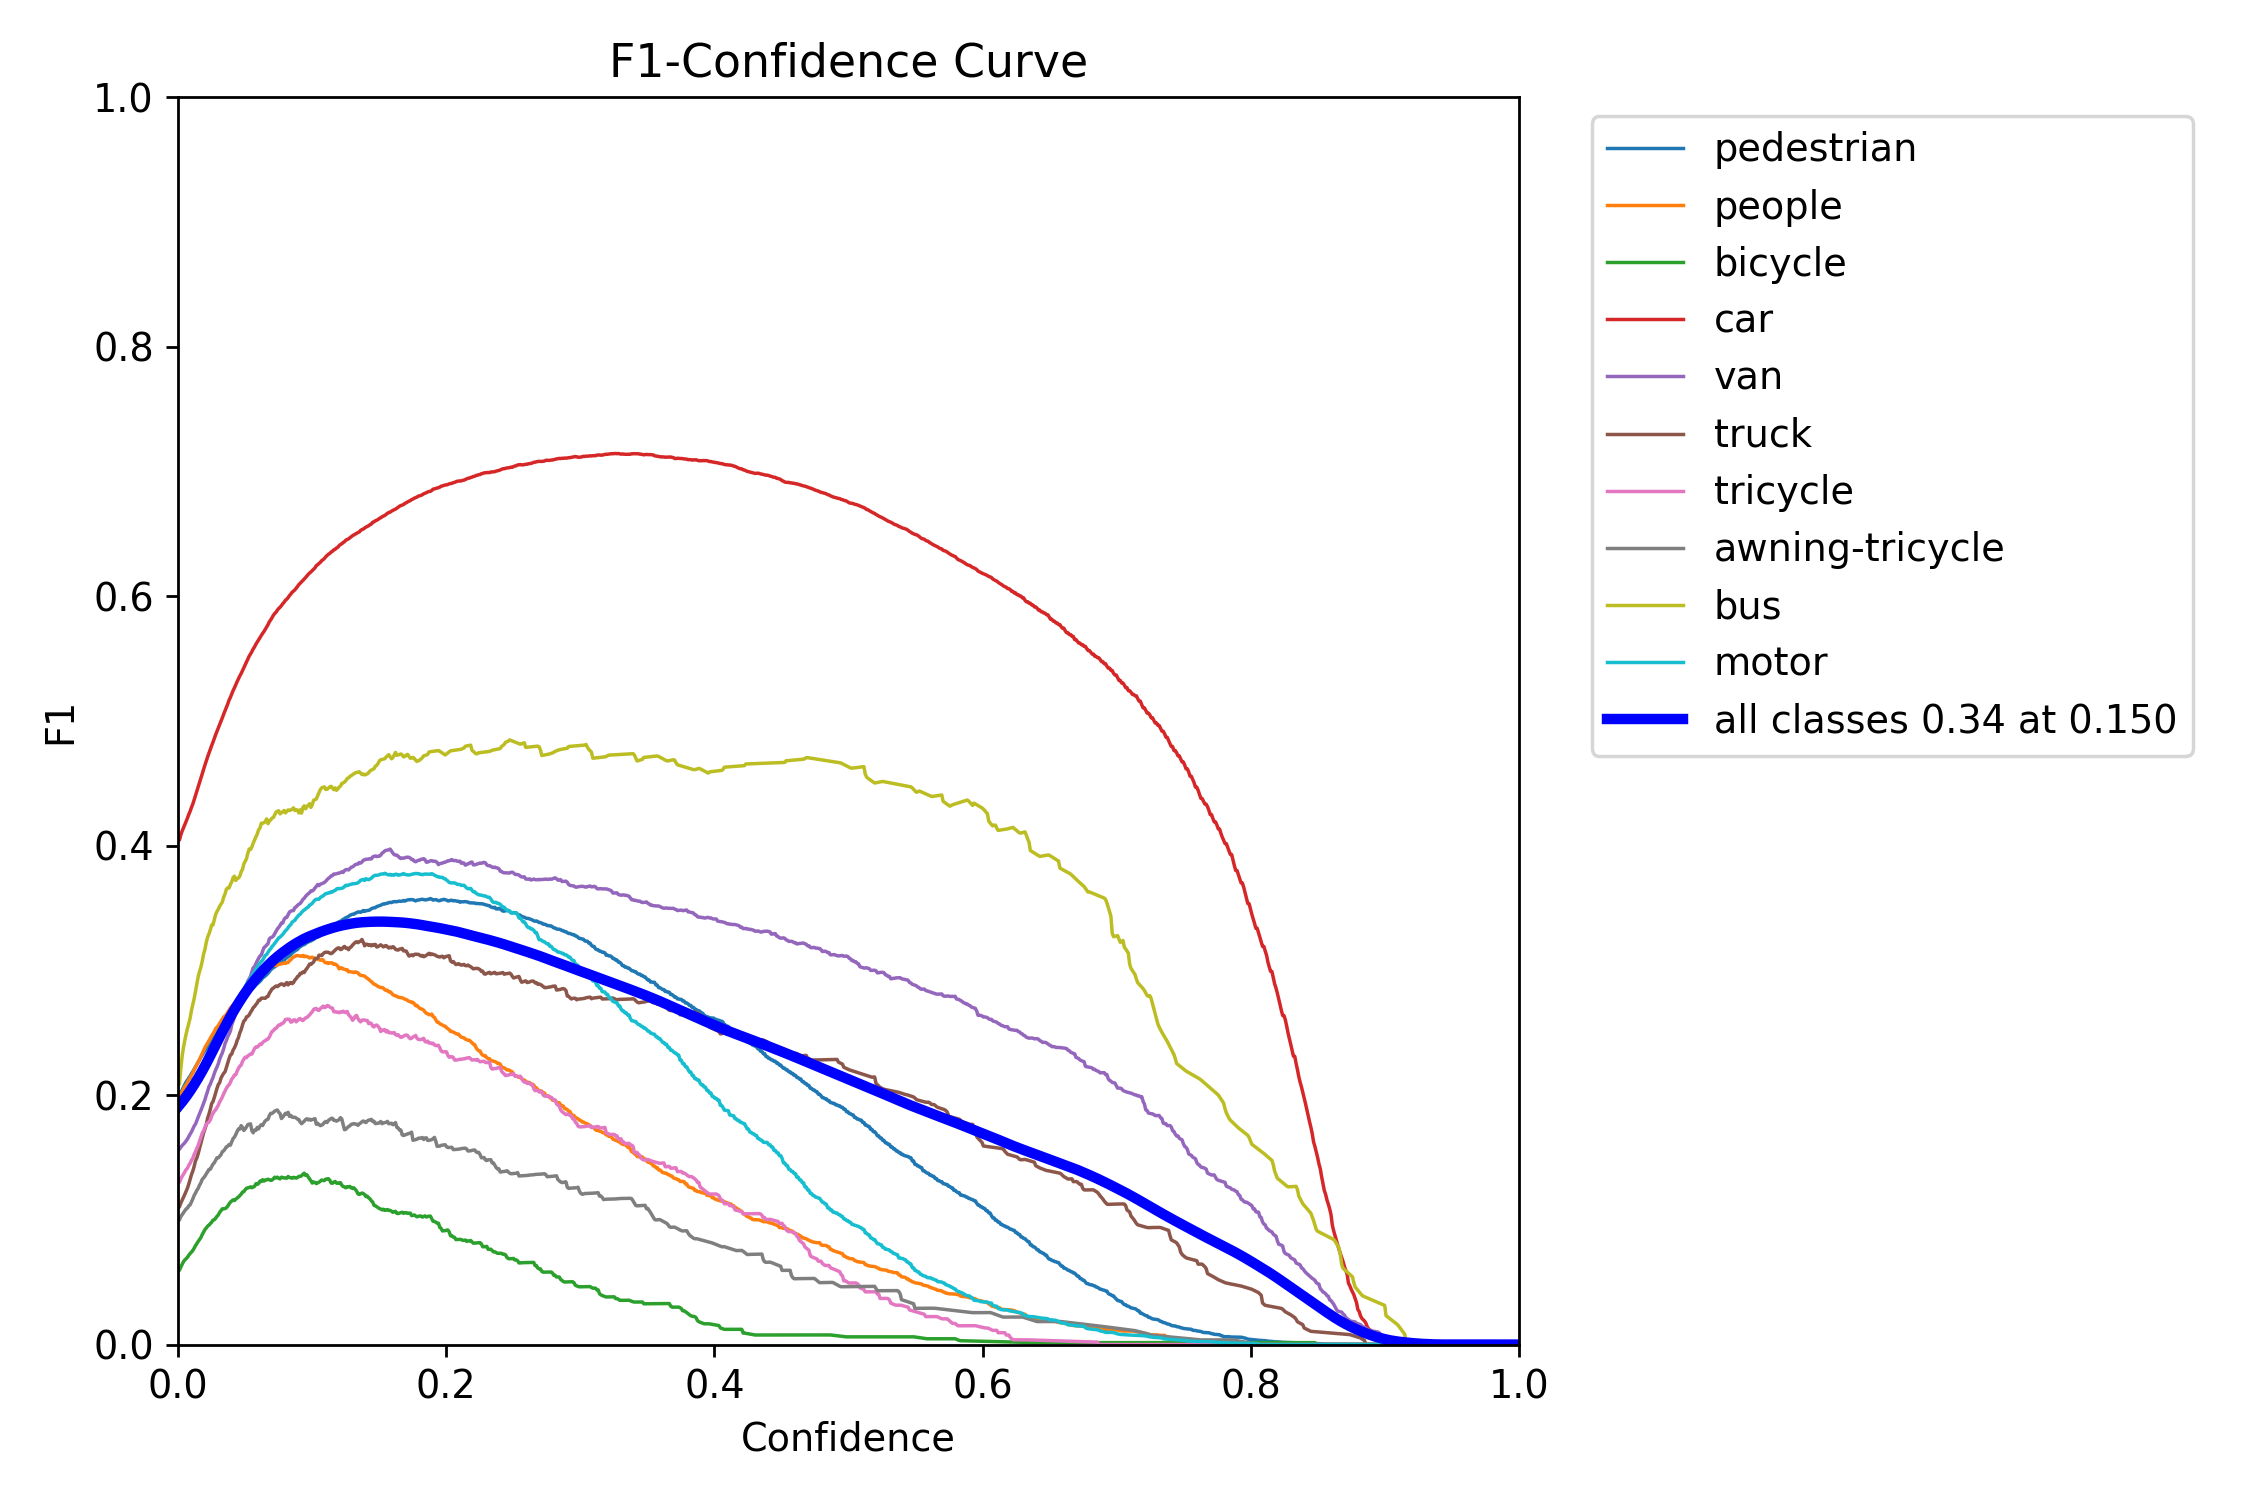 F1-Confidence Curve
1.0
0.8
0.6
0.4
0.2
0.0
F1
0.0 0.2 0.4 0.6 0.8 1.0
Confidence
pedestrian
people
bicycle
car
van
truck
tricycle
awning-tricycle
bus
motor
all classes 0.34 at 0.150